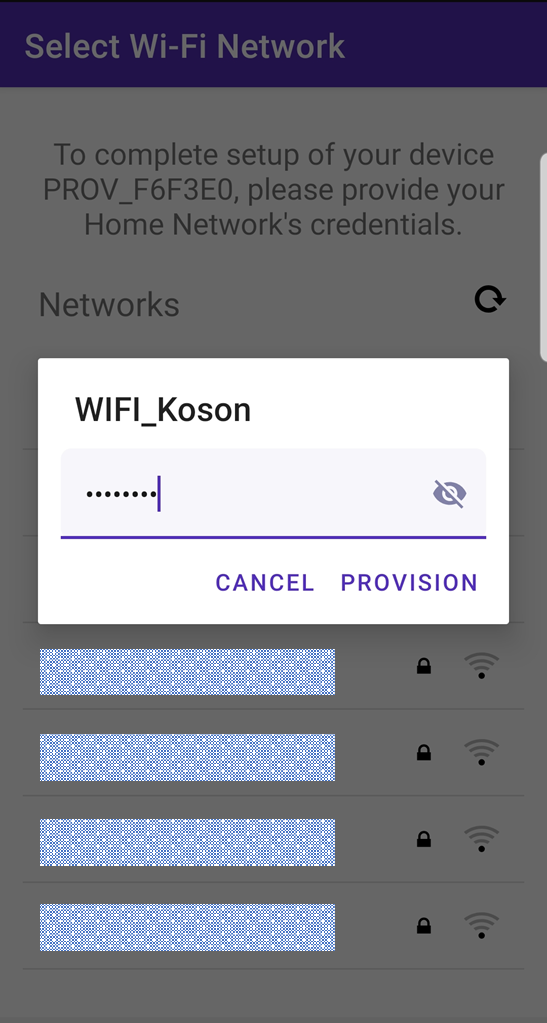 Select Wi-Fi Network
To complete setup of your device
PROV_F6F3E0, please provide your
Home Network's credentials.
Networks
WIFI_Koson
••••••••
CANCEL PROVISION